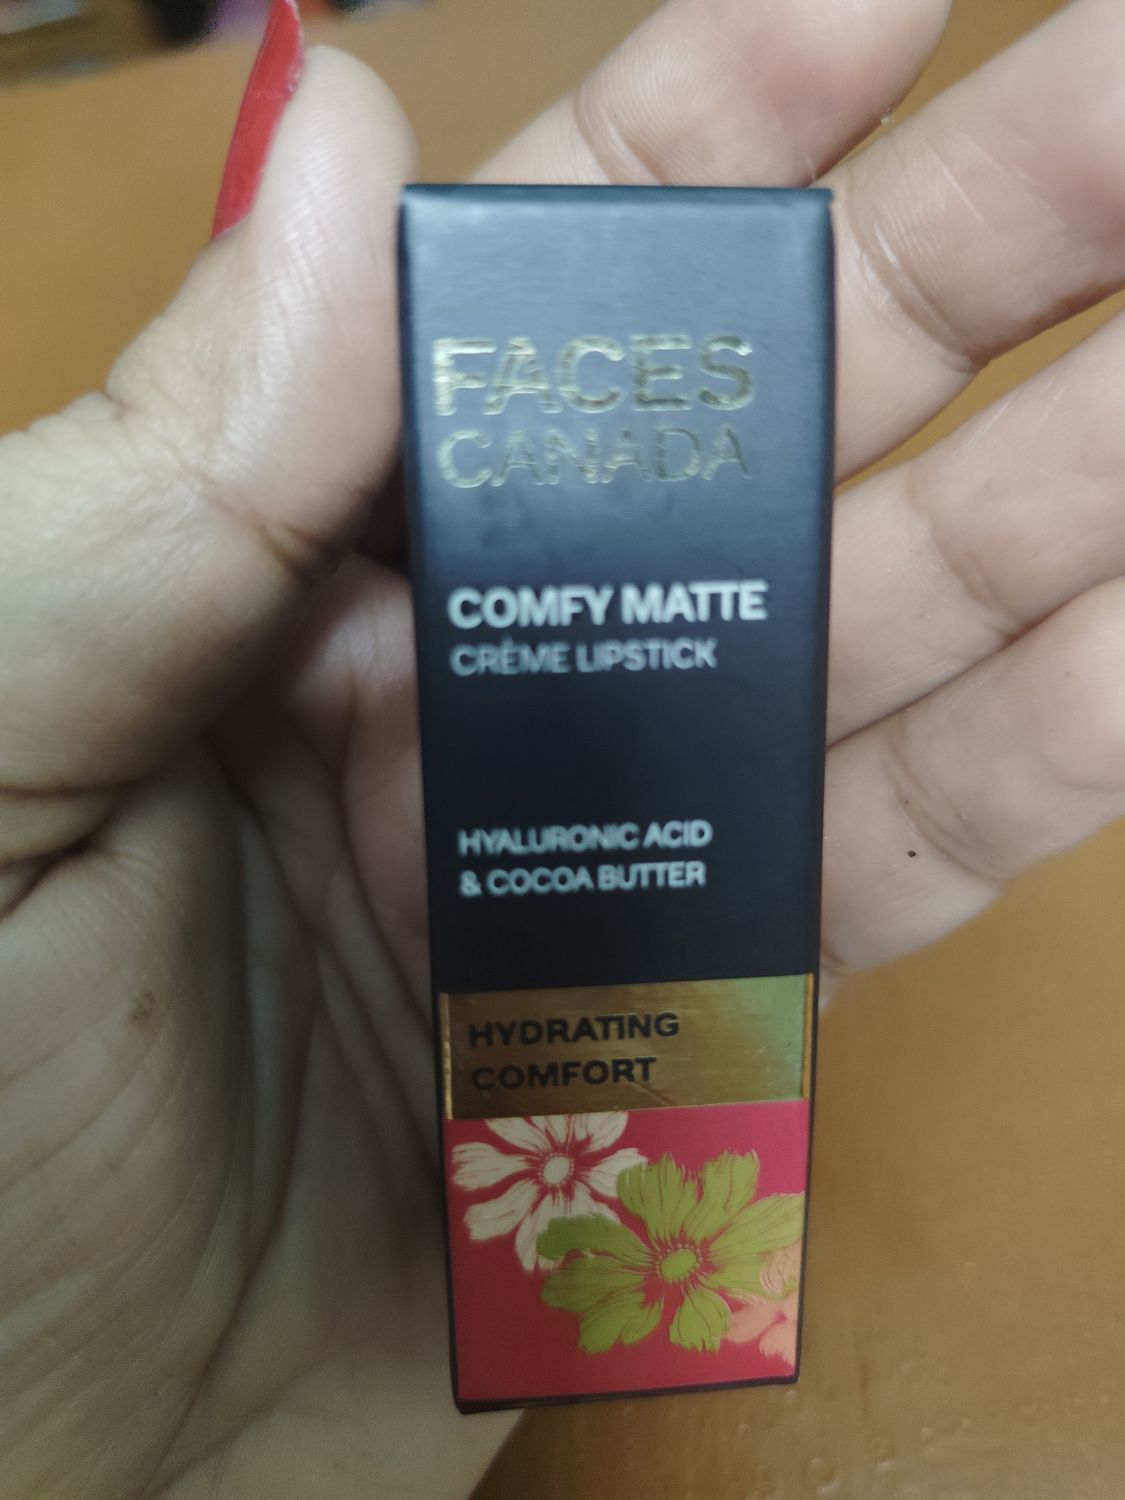 FACES
CANADA
COMFY MATTE
CRÈME LIPSTICK
HYALURONIC ACID
& COCOA BUTTER
HYDRATING
COMFORT